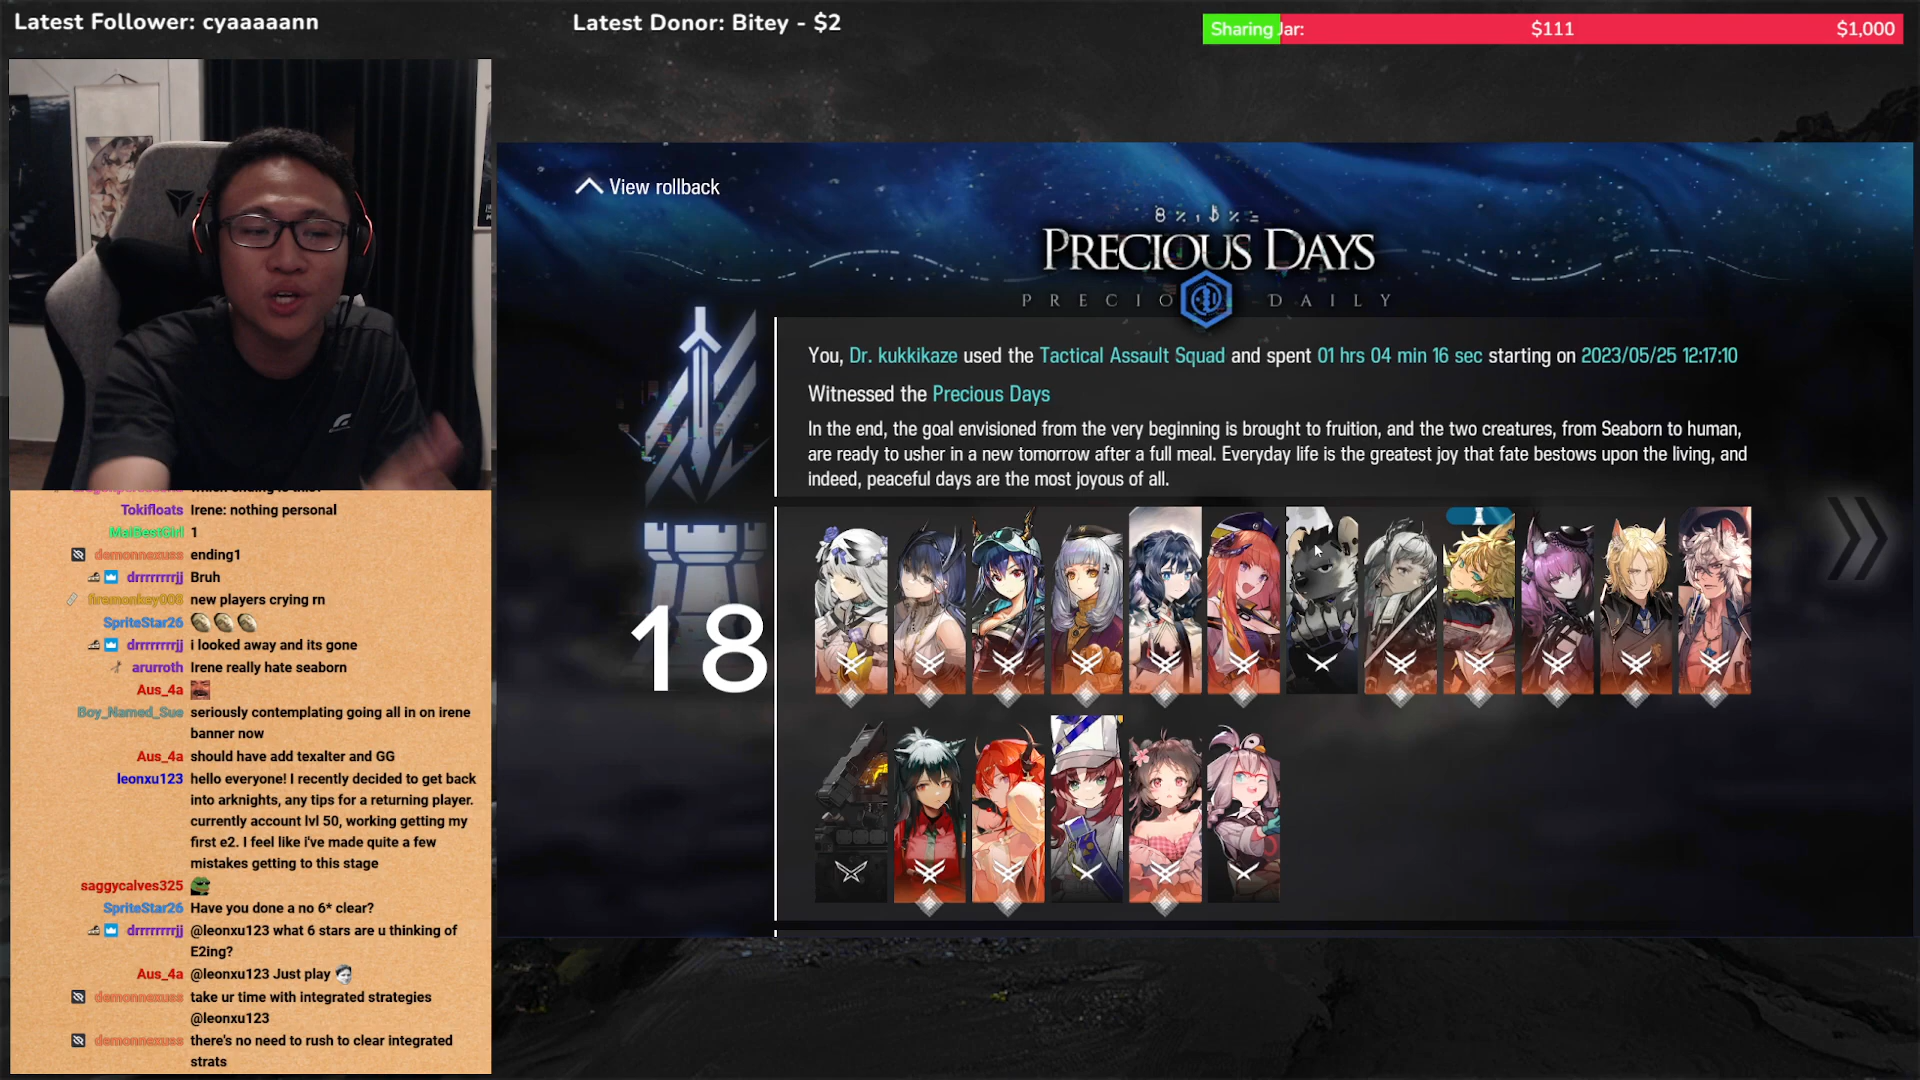 Latest Follower: cyaaaaann
Latest Donor: Bitey - $2
Sharing Jar:
$111
$1,000
View rollback
PRECIOUS DAYS
DAILY
You, Dr. kukkikaze used the Tactical Assault Squad and spent 01 hrs 04 min 16 sec starting on 2023/05/25 12:17:10
Witnessed the Precious Days
In the end, the goal envisioned from the very beginning is brought to fruition, and the two creatures, from Seaborn to human,
are ready to usher in a new tomorrow after a full meal. Everyday life is the greatest joy that fate bestows upon the living, and
indeed, peaceful days are the most joyous of all.
18
Tokifloats Irene: nothing personal
MalBestGirl 1
demonnexuss ending1
drrrrrrrjj Bruh
firemonkey008 new players crying rn
SpriteStar26
drrrrrrrjj i looked away and its gone
arurroth Irene really hate seaborn
Aus_4a
Boy_Named_Sue seriously contemplating going all in on irene
banner now
Aus_4a should have add texalter and GG
leonxu123 hello everyone! I recently decided to get back
into arknights, any tips for a returning player.
currently account lvl 50, working getting my
first e2. I feel like i've made quite a few
mistakes getting to this stage
saggycalves325
SpriteStar26 Have you done a no 6* clear?
drrrrrrrjj @leonxu123 what 6 stars are u thinking of
E2ing?
Aus_4a @leonxu123 Just play
demonnexuss take ur time with integrated strategies
@leonxu123
demonnexuss there's no need to rush to clear integrated
strats